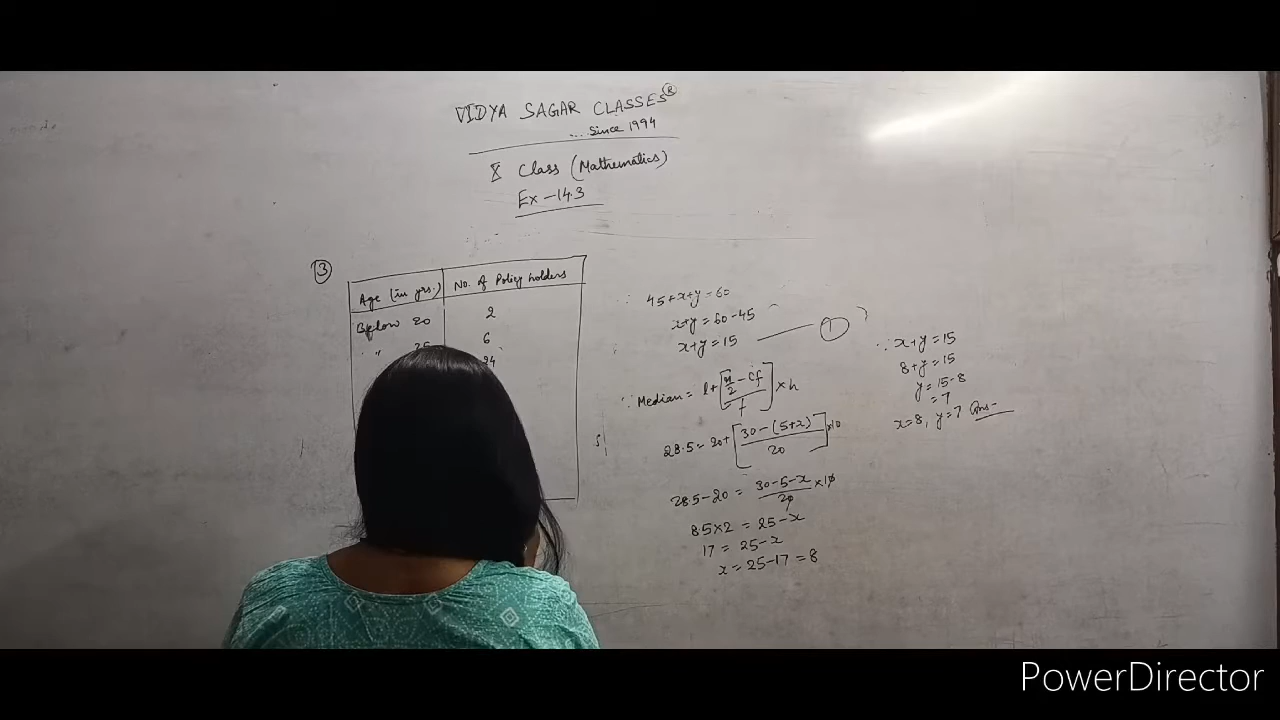 VIDYA SAGAR CLASSES®
... Since 1994
X Class (Mathematics)
Ex - 14.3
③
Age (in yrs.) No. of Policy holders
Below 20 2
" 25 6
24
45+x+y=60
x+y=60-45
x+y=15 ①
∵ Median = l+[n/2-cf/f]×h
28.5=20+[30-(5+x)/20]×10
28.5-20 = 30-5-x/20 ×10
8.5×2 = 25-x
17 = 25-x
x = 25-17 = 8
∵ x+y=15
8+y=15
y=15-8
=7
x=8, y=7 Ans-
PowerDirector